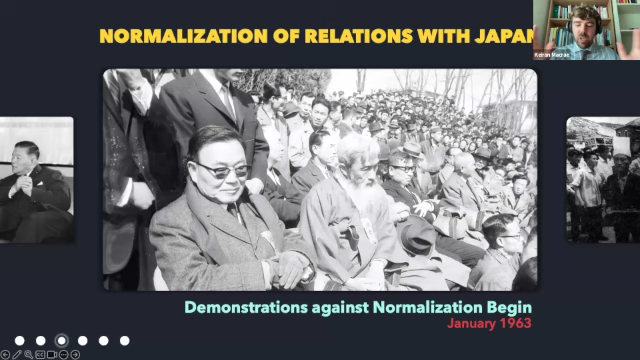 NORMALIZATION OF RELATIONS WITH JAPAN
Demonstrations against Normalization Begin
January 1963